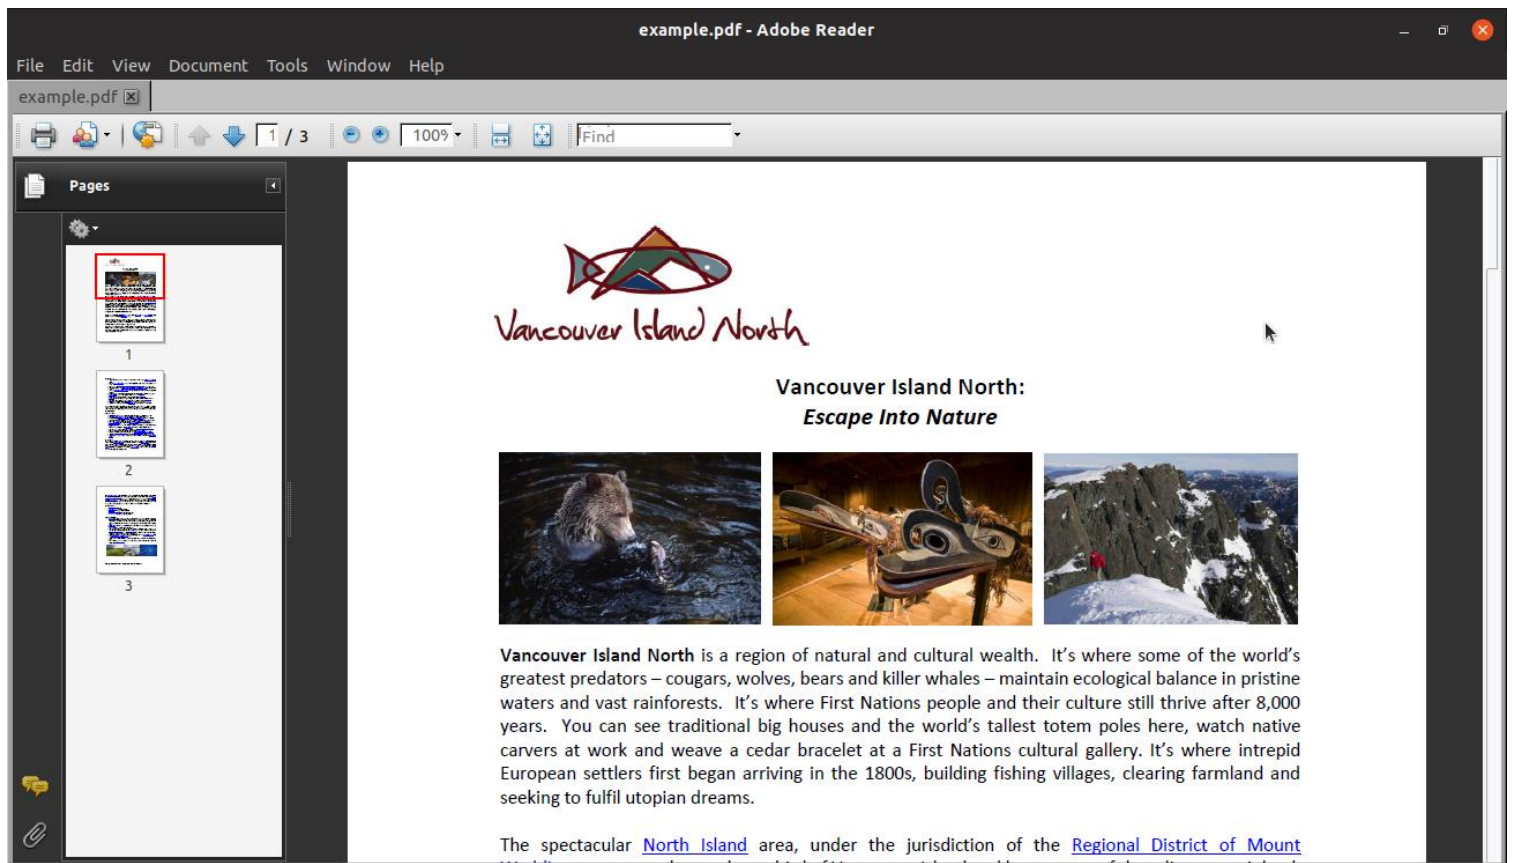 example.pdf - Adobe Reader
File Edit View Document Tools Window Help
example.pdf
1 / 3 100% Find
Pages
1
2
3
Vancouver Island North
Vancouver Island North:
Escape Into Nature
Vancouver Island North is a region of natural and cultural wealth. It's where some of the world's
greatest predators – cougars, wolves, bears and killer whales – maintain ecological balance in pristine
waters and vast rainforests. It's where First Nations people and their culture still thrive after 8,000
years. You can see traditional big houses and the world's tallest totem poles here, watch native
carvers at work and weave a cedar bracelet at a First Nations cultural gallery. It's where intrepid
European settlers first began arriving in the 1800s, building fishing villages, clearing farmland and
seeking to fulfil utopian dreams.
The spectacular North Island area, under the jurisdiction of the Regional District of Mount